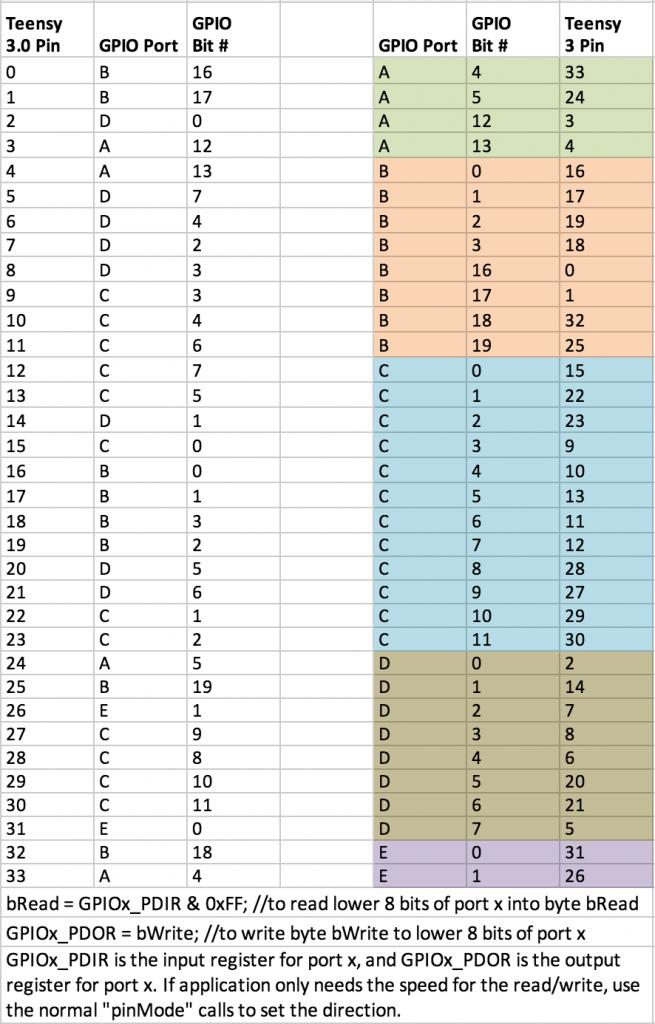 Teensy GPIO GPIO Teensy
3.0 Pin GPIO Port Bit # GPIO Port Bit # 3 Pin
0 B 16 A 4 33
1 B 17 A 5 24
2 D 0 A 12 3
3 A 12 A 13 4
4 A 13 B 0 16
5 D 7 B 1 17
6 D 4 B 2 19
7 D 2 B 3 18
8 D 3 B 16 0
9 C 3 B 17 1
10 C 4 B 18 32
11 C 6 B 19 25
12 C 7 C 0 15
13 C 5 C 1 22
14 D 1 C 2 23
15 C 0 C 3 9
16 B 0 C 4 10
17 B 1 C 5 13
18 B 3 C 6 11
19 B 2 C 7 12
20 D 5 C 8 28
21 D 6 C 9 27
22 C 1 C 10 29
23 C 2 C 11 30
24 A 5 D 0 2
25 B 19 D 1 14
26 E 1 D 2 7
27 C 9 D 3 8
28 C 8 D 4 6
29 C 10 D 5 20
30 C 11 D 6 21
31 E 0 D 7 5
32 B 18 E 0 31
33 A 4 E 1 26
bRead = GPIOx_PDIR & 0xFF; //to read lower 8 bits of port x into byte bRead
GPIOx_PDOR = bWrite; //to write byte bWrite to lower 8 bits of port x
GPIOx_PDIR is the input register for port x, and GPIOx_PDOR is the output
register for port x. If application only needs the speed for the read/write, use
the normal "pinMode" calls to set the direction.